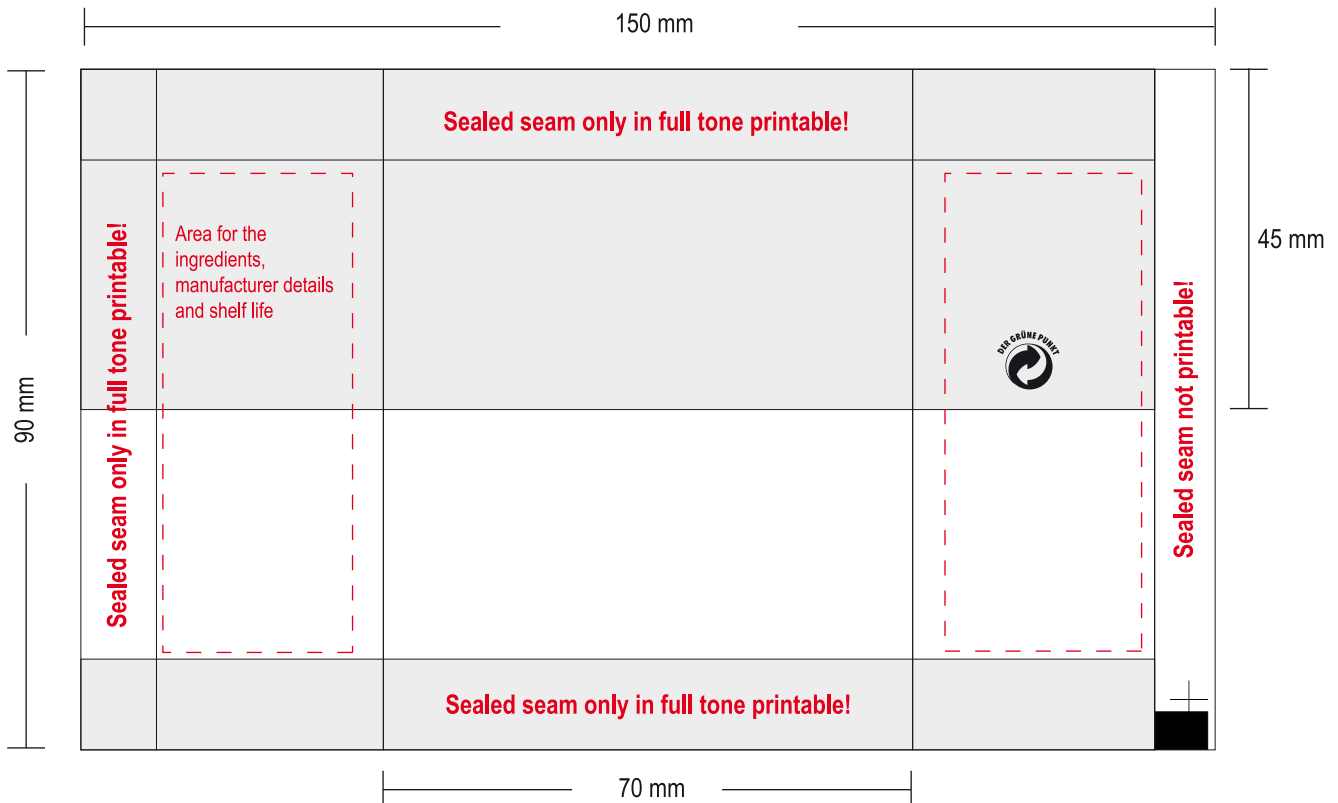 150 mm
Sealed seam only in full tone printable!
Sealed seam only in full tone printable!
Area for the
ingredients,
manufacturer details
and shelf life
DER GRÜNE PUNKT
Sealed seam not printable!
45 mm
90 mm
Sealed seam only in full tone printable!
70 mm